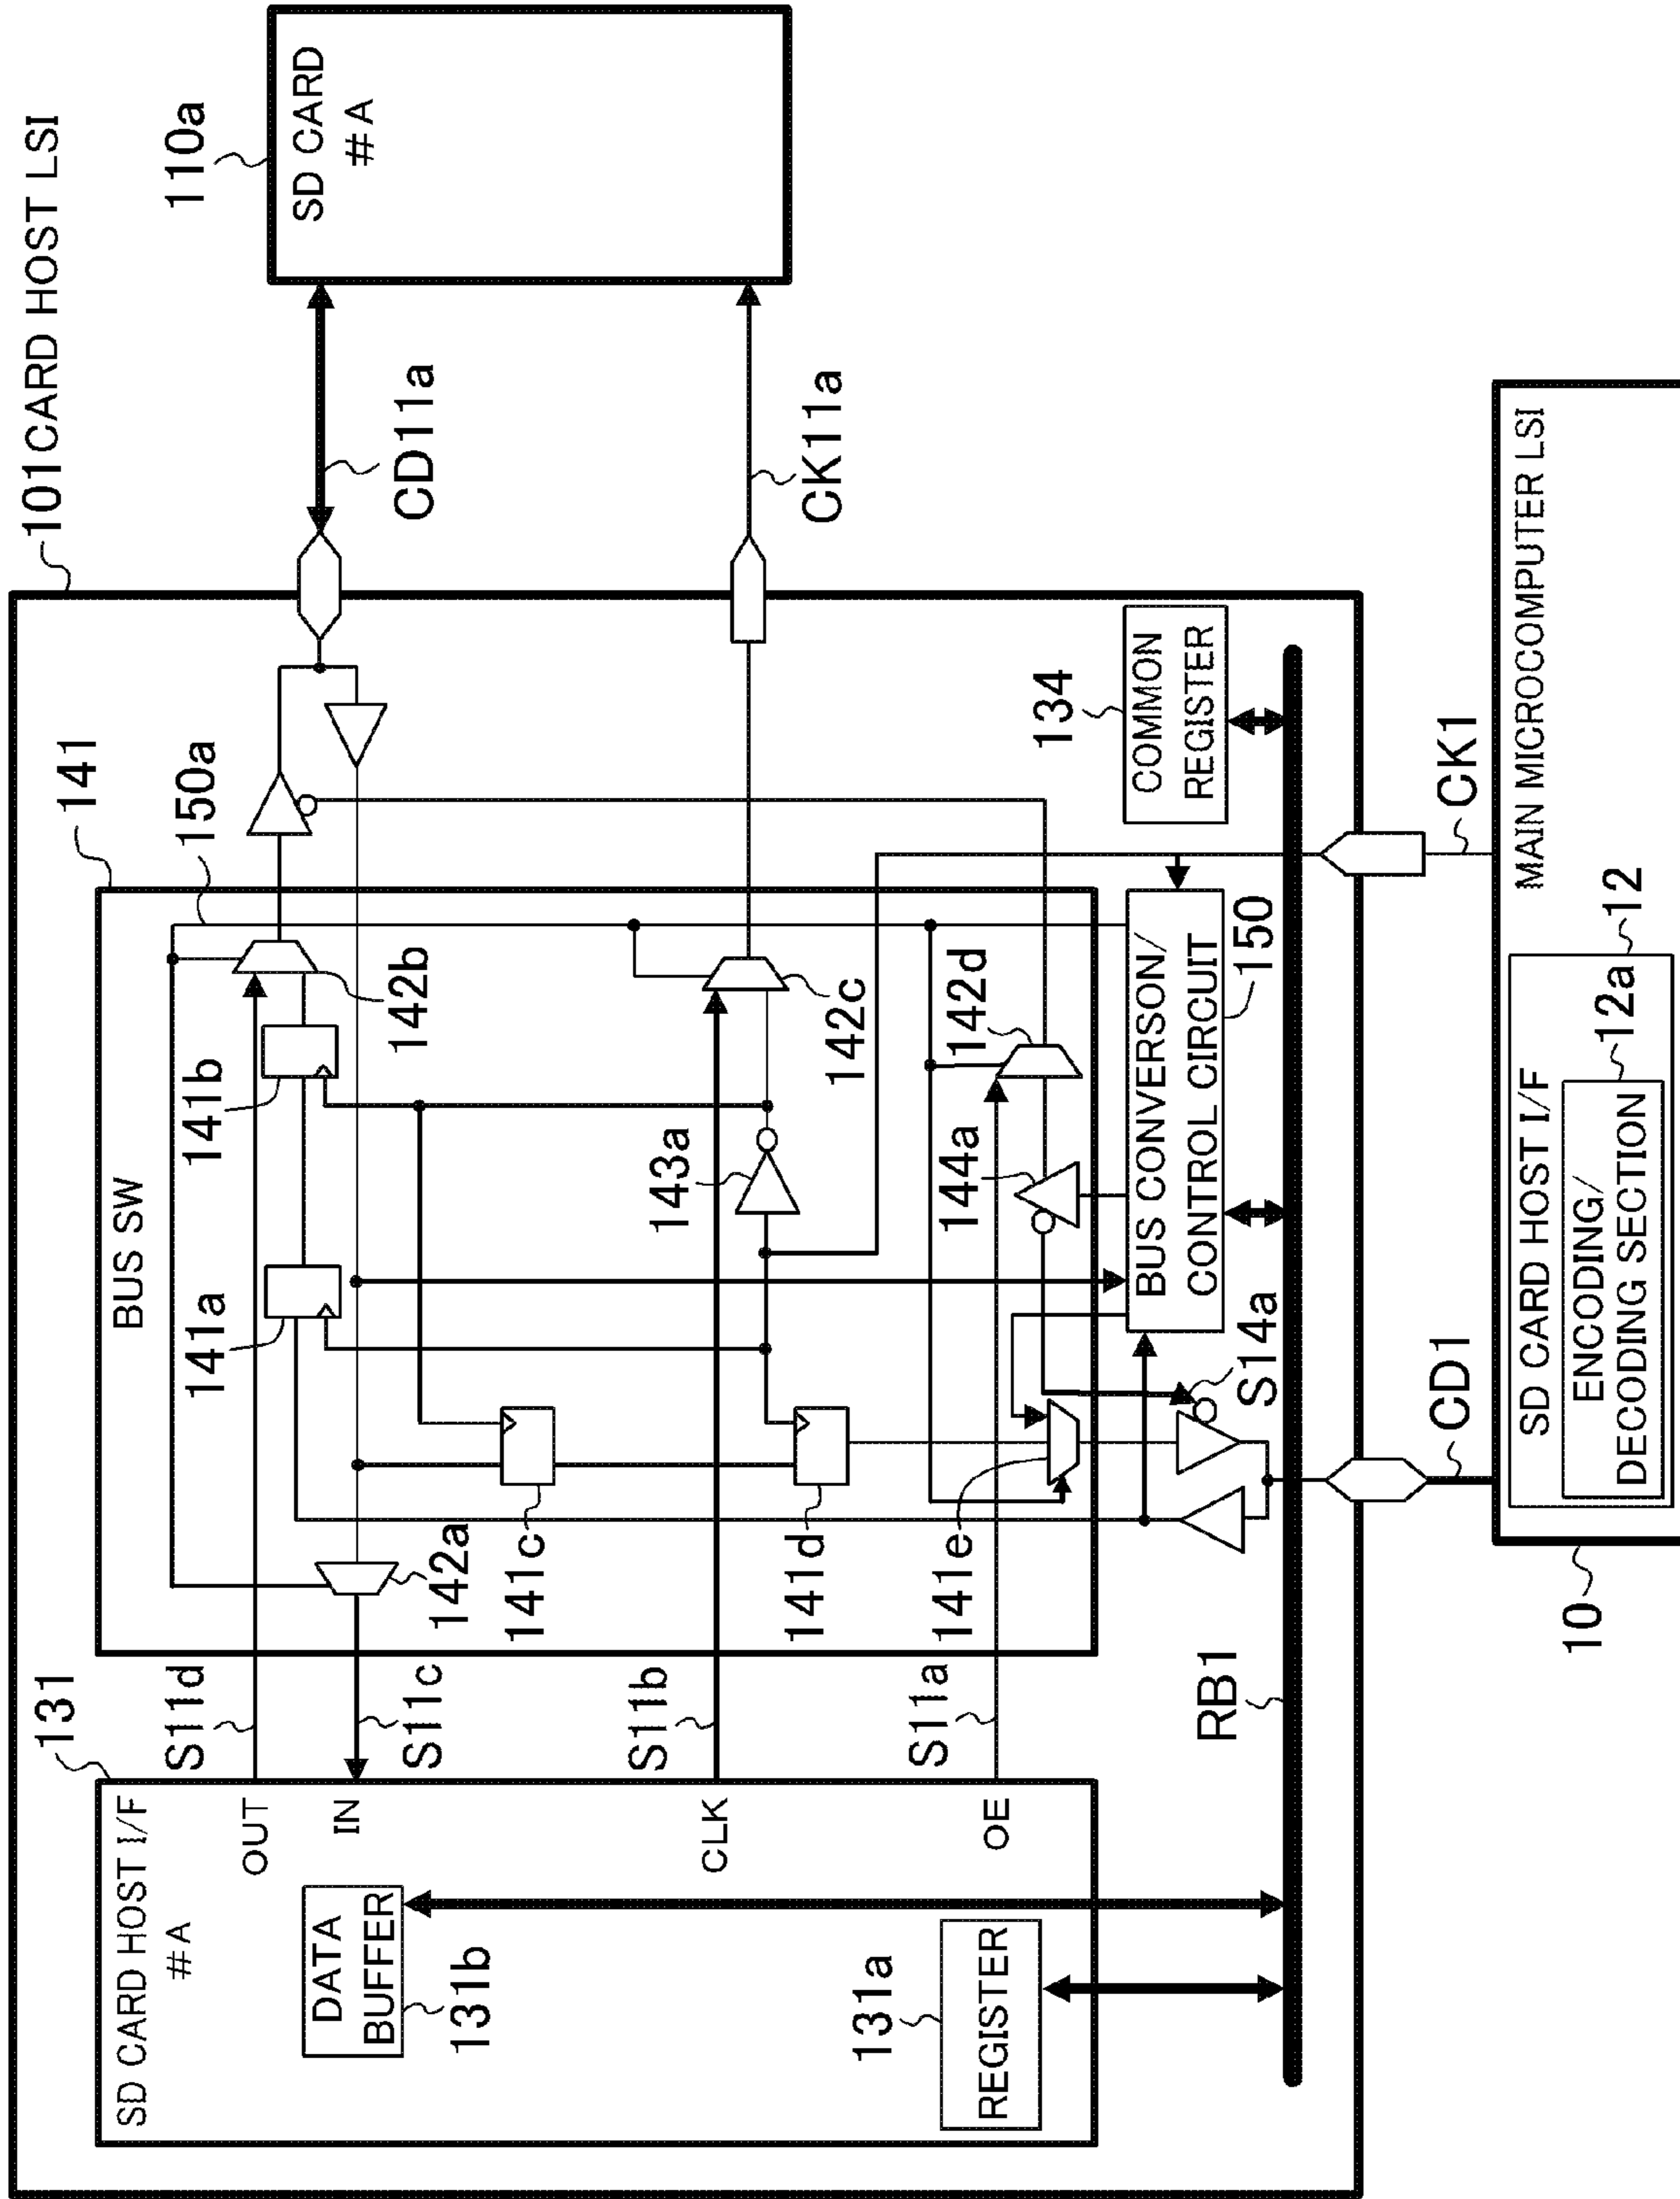 101 CARD HOST LSI
131
SD CARD HOST I/F
#A
OUT
IN
CLK
OE
DATA
BUFFER
131b
131a
REGISTER
S11d
S11c
S11b
S11a
141
BUS SW
150a
141a
141b
142b
142a
141c
143a
142c
141d
141e
144a
142d
BUS CONVERSON/
CONTROL CIRCUIT
150
S14a
134
COMMON
REGISTER
RB1
110a
SD CARD
#A
CD11a
CK11a
CD1
CK1
10
MAIN MICROCOMPUTER LSI
SD CARD HOST I/F
12
12a
ENCODING/
DECODING SECTION